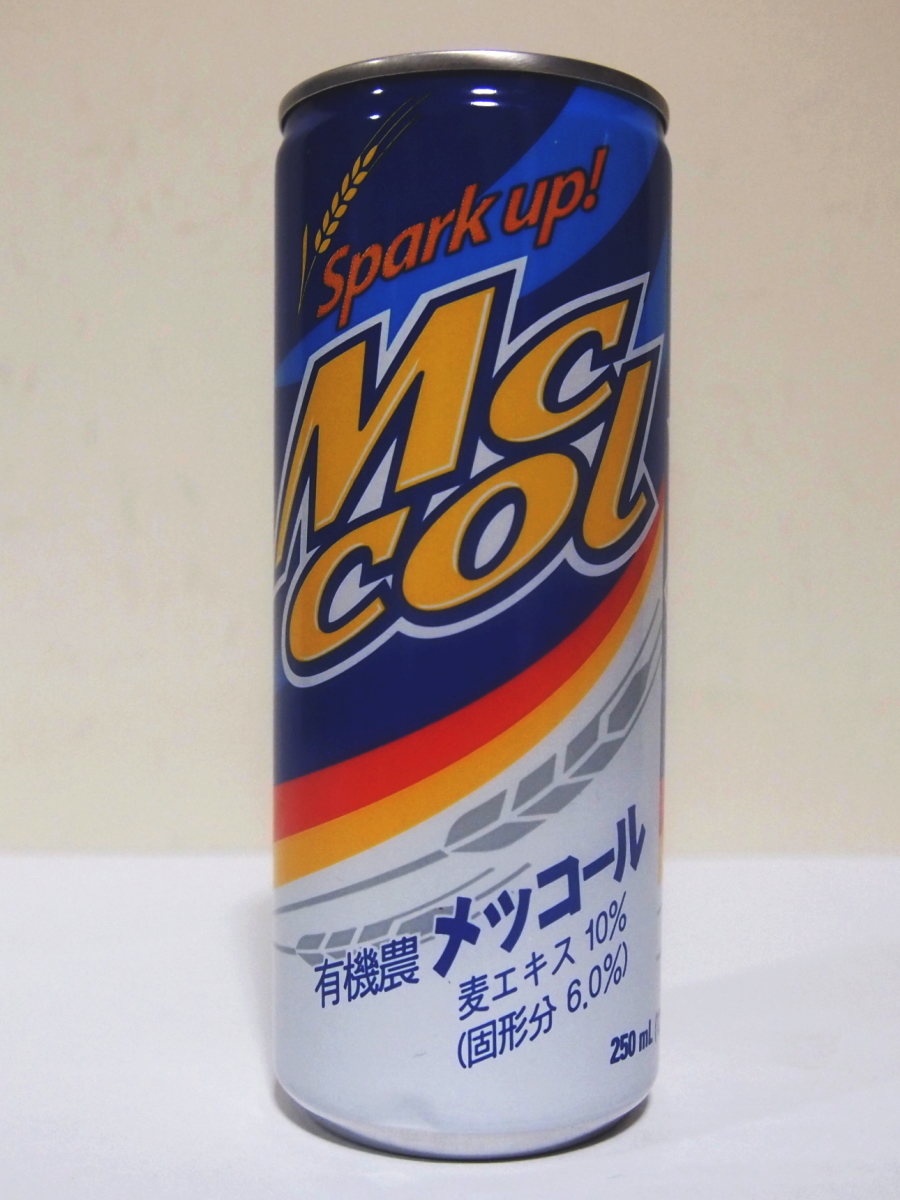 Spark up!
Mc
col
有機農 メッコール
麦エキス 10%
(固形分 6.0%)
250 mL